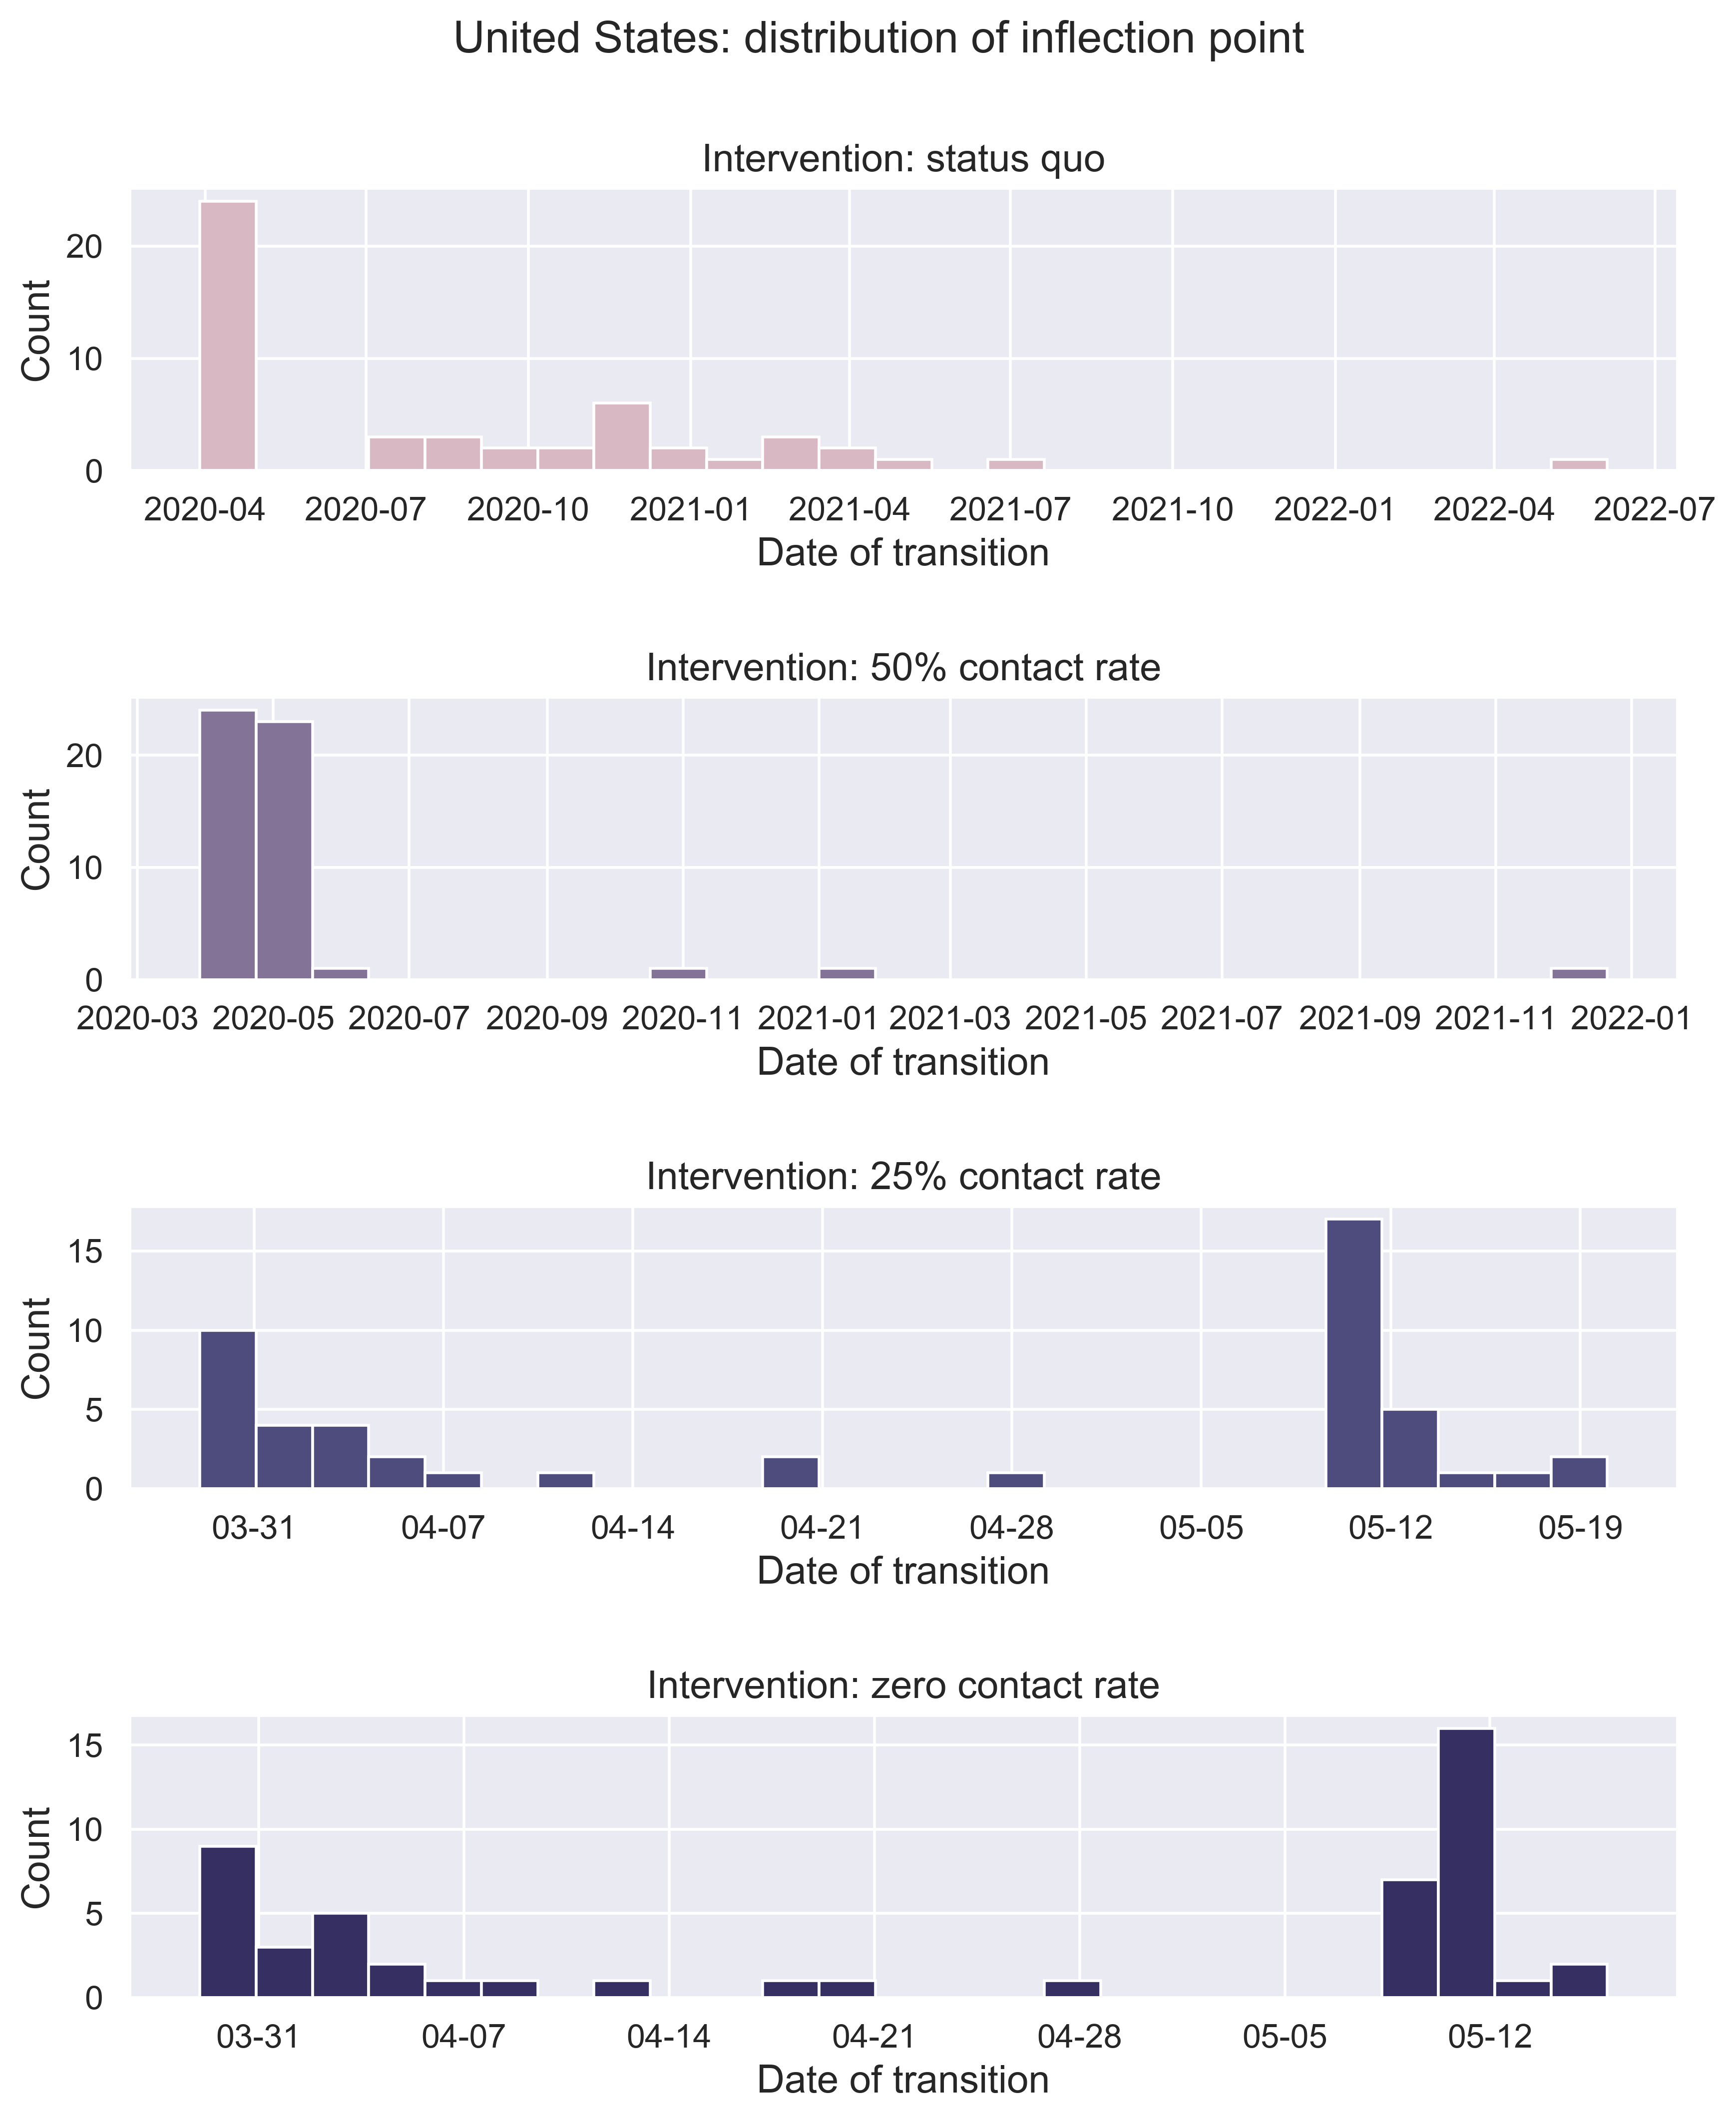 United States: distribution of inflection point
Intervention: status quo
Count
20
10
0
2020-04 2020-07 2020-10 2021-01 2021-04 2021-07 2021-10 2022-01 2022-04 2022-07
Date of transition
Intervention: 50% contact rate
Count
20
10
0
2020-03 2020-05 2020-07 2020-09 2020-11 2021-01 2021-03 2021-05 2021-07 2021-09 2021-11 2022-01
Date of transition
Intervention: 25% contact rate
Count
15
10
5
0
03-31 04-07 04-14 04-21 04-28 05-05 05-12 05-19
Date of transition
Intervention: zero contact rate
Count
15
10
5
0
03-31 04-07 04-14 04-21 04-28 05-05 05-12
Date of transition